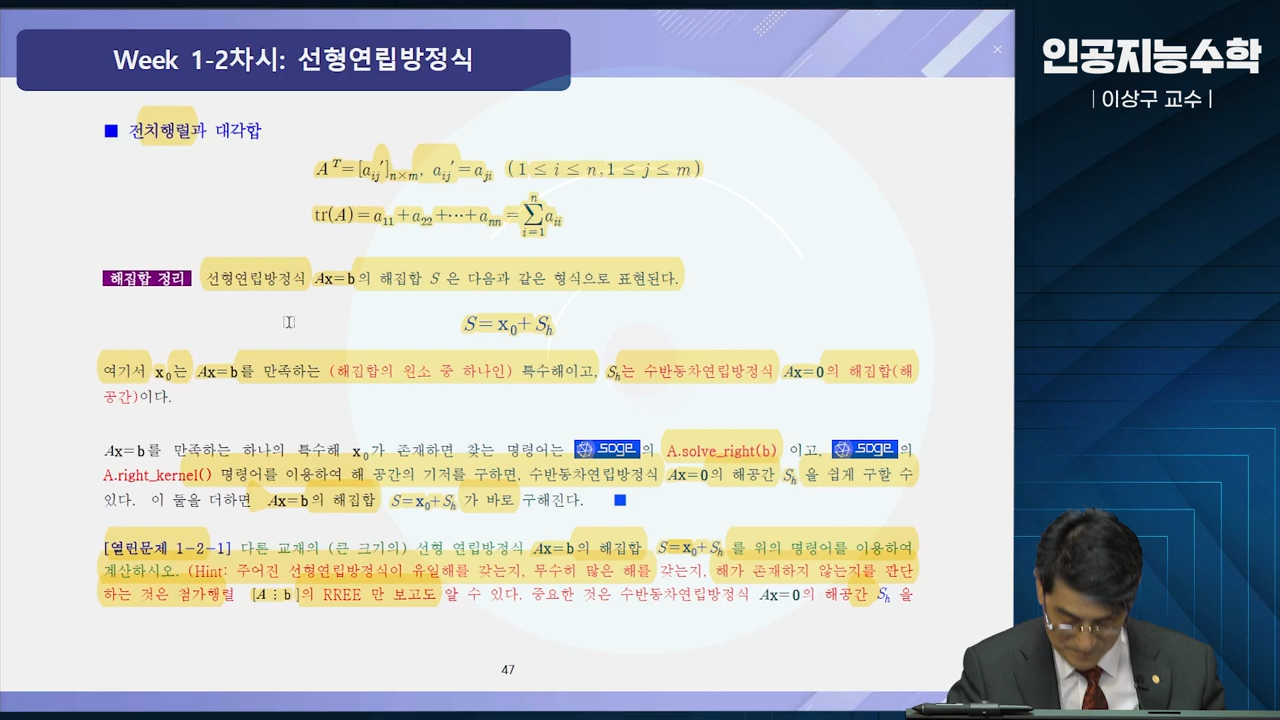 Week 1-2차시: 선형연립방정식
인공지능수학
| 이상구 교수 |
■ 전치행렬과 대각합
A^T=[a_ij′]_n×m, a_ij′=a_ji (1≤i≤n,1≤j≤m)
tr(A)=a_11+a_22+⋯+a_nn=∑_{i=1}^{n}a_ii
해집합 정리 선형연립방정식 Ax=b의 해집합 S 은 다음과 같은 형식으로 표현된다.
S=x_0+S_h
여기서 x_0는 Ax=b를 만족하는 (해집합의 원소 중 하나인) 특수해이고, S_h는 수반동차연립방정식 Ax=0의 해집합(해
공간)이다.
Ax=b를 만족하는 하나의 특수해 x_0가 존재하면 찾는 명령어는 sage의 A.solve_right(b) 이고, sage의
A.right_kernel() 명령어를 이용하여 해 공간의 기저를 구하면, 수반동차연립방정식 Ax=0의 해공간 S_h 을 쉽게 구할 수
있다. 이 둘을 더하면 Ax=b의 해집합 S=x_0+S_h 가 바로 구해진다. ■
[열린문제 1-2-1] 다른 교재의 (큰 크기의) 선형 연립방정식 Ax=b의 해집합 S=x_0+S_h 를 위의 명령어를 이용하여
계산하시오. (Hint: 주어진 선형연립방정식이 유일해를 갖는지, 무수히 많은 해를 갖는지, 해가 존재하지 않는지를 판단
하는 것은 첨가행렬 [A⋮b]의 RREE 만 보고도 알 수 있다. 중요한 것은 수반동차연립방정식 Ax=0의 해공간 S_h 을
47